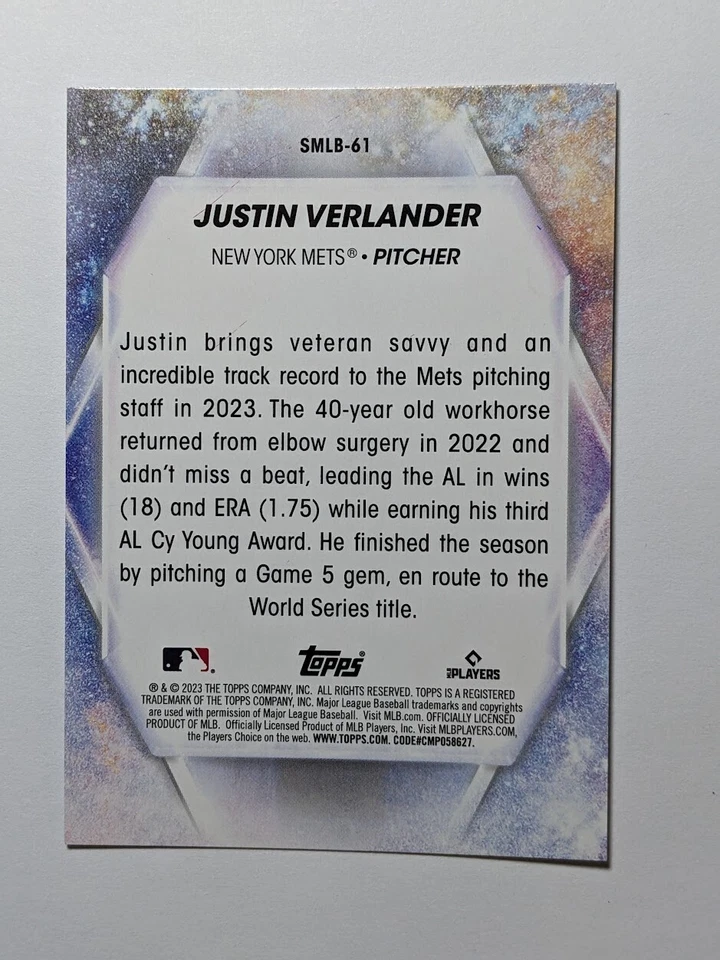 SMLB-61
JUSTIN VERLANDER
NEW YORK METS® • PITCHER
Justin brings veteran savvy and an
incredible track record to the Mets pitching
staff in 2023. The 40-year old workhorse
returned from elbow surgery in 2022 and
didn't miss a beat, leading the AL in wins
(18) and ERA (1.75) while earning his third
AL Cy Young Award. He finished the season
by pitching a Game 5 gem, en route to the
World Series title.
Topps®
MLB PLAYERS
® & © 2023 THE TOPPS COMPANY, INC. ALL RIGHTS RESERVED. TOPPS IS A REGISTERED
TRADEMARK OF THE TOPPS COMPANY, INC. Major League Baseball trademarks and copyrights
are used with permission of Major League Baseball. Visit MLB.com. OFFICIALLY LICENSED
PRODUCT OF MLB. Officially Licensed Product of MLB Players, Inc. Visit MLBPLAYERS.COM,
the Players Choice on the web. WWW.TOPPS.COM. CODE#CMP058627.